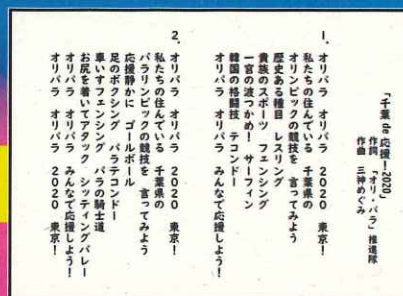 「千葉 de 応援！2020」
作詞 「オリ・パラ」推進隊
作曲 三神めぐみ
1. オリパラ オリパラ 2020 東京！
私たちの住んでいる 千葉県の
オリンピックの競技を 言ってみよう
歴史ある種目 レスリング
貴族のスポーツ フェンシング
一宮の波つかめ！ サーフィン
韓国の格闘技 テコンドー
オリパラ オリパラ みんなで応援しよう！
オリパラ オリパラ 2020 東京！
2. オリパラ オリパラ 2020 東京！
私たちの住んでいる 千葉県の
パラリンピックの競技を 言ってみよう
応援静かに ゴールボール
足のボクシング パラテコンドー
車いすフェンシング パラの騎士道
お尻を着いてアタック シッティングバレー
オリパラ オリパラ みんなで応援しよう！
オリパラ オリパラ 2020 東京！